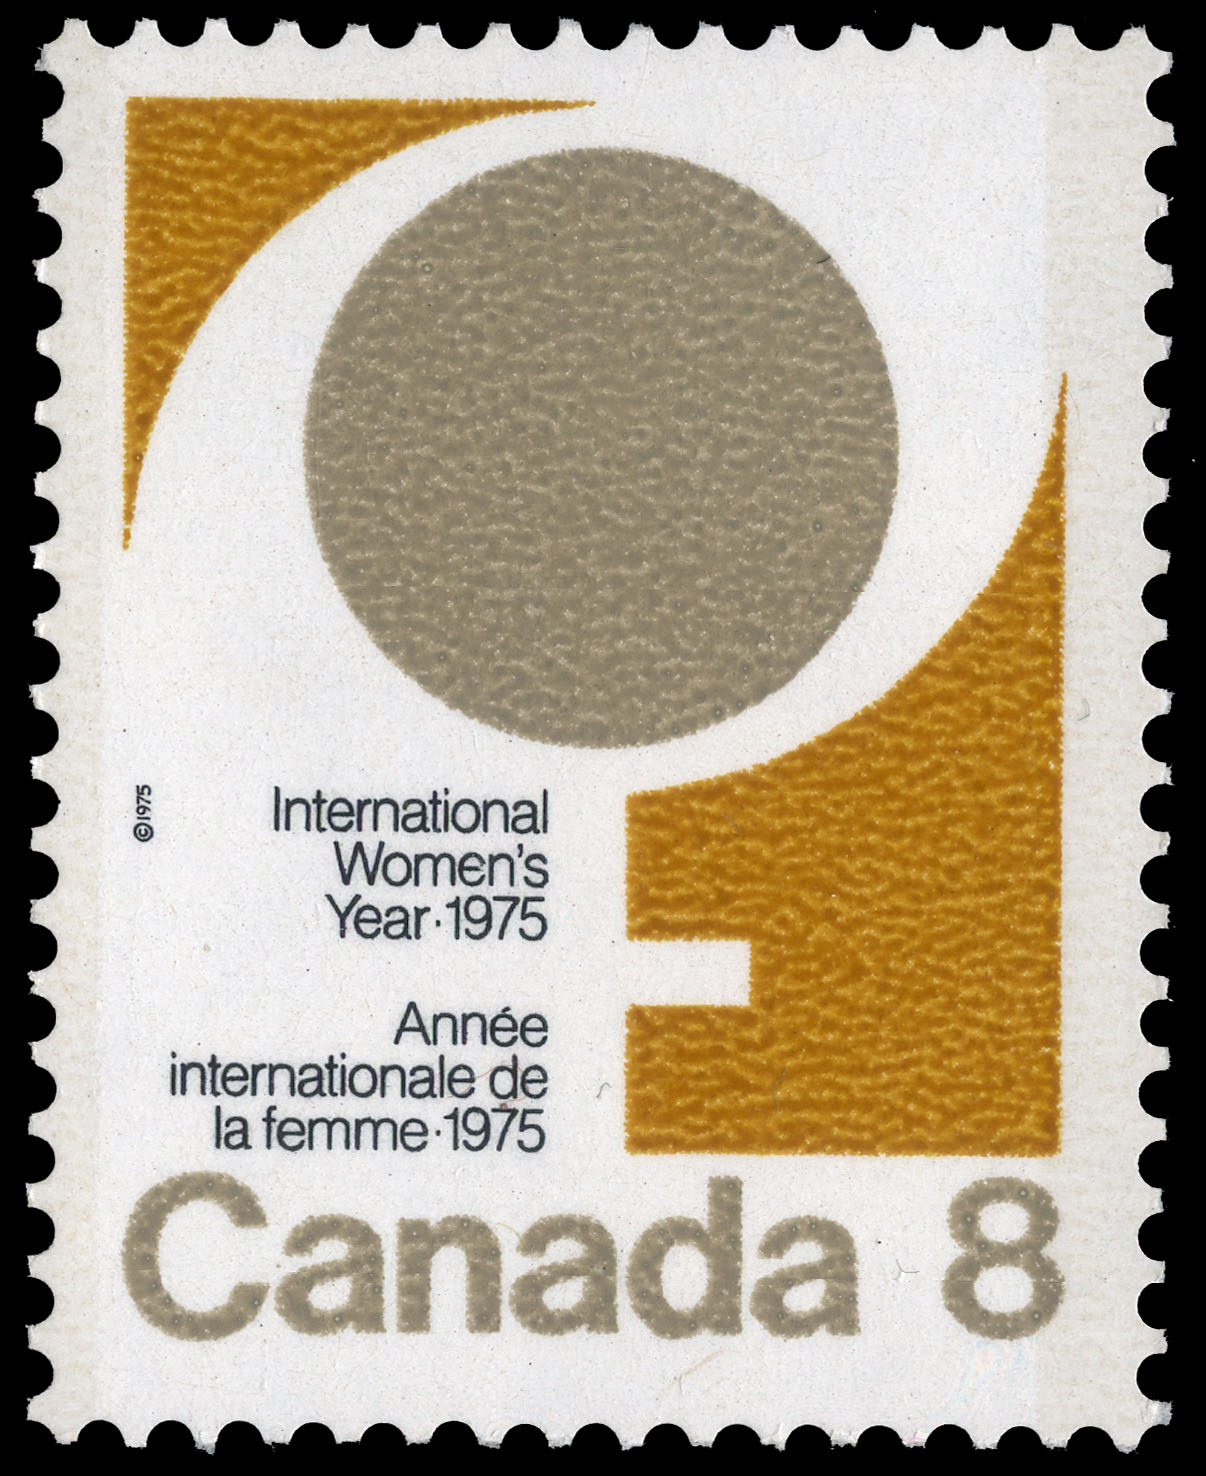 ©1975
International
Women's
Year·1975
Année
internationale de
la femme·1975
Canada 8